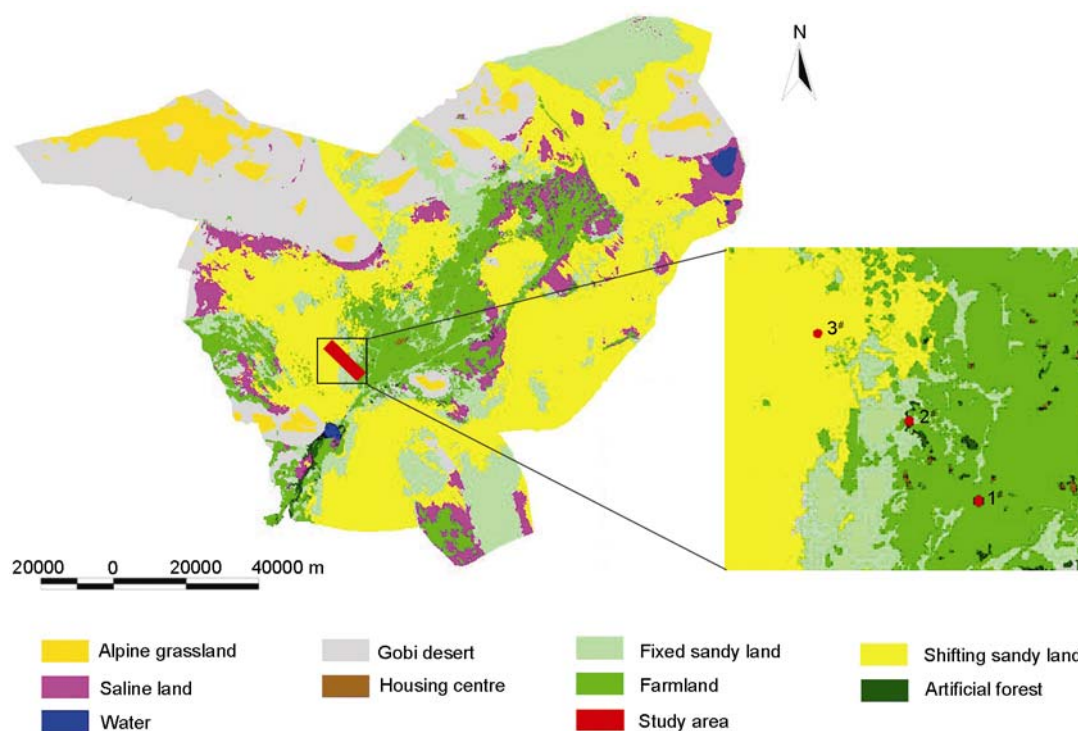 N
3#
2#
1#
20000 0 20000 40000 m
Alpine grassland
Gobi desert
Fixed sandy land
Shifting sandy land
Saline land
Housing centre
Farmland
Artificial forest
Water
Study area